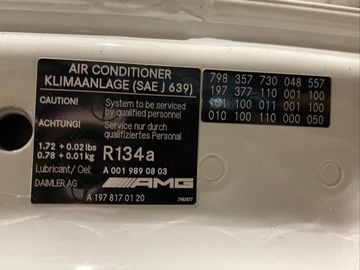 AIR CONDITIONER
KLIMAANLAGE (SAE J 639)
CAUTION! System to be serviced
by qualified personnel
ACHTUNG! Service nur durch
qualifiziertes Personal
1.72 + 0.02 lbs
0.78 + 0.01 kg
R134a
Lubricant/ Oel: A 001 989 08 03
DAIMLER AG
AMG
A 197 817 01 20
798 357 730 048 557
197 377 110 001 100
101 100 011 001 100
010 100 110 000 050